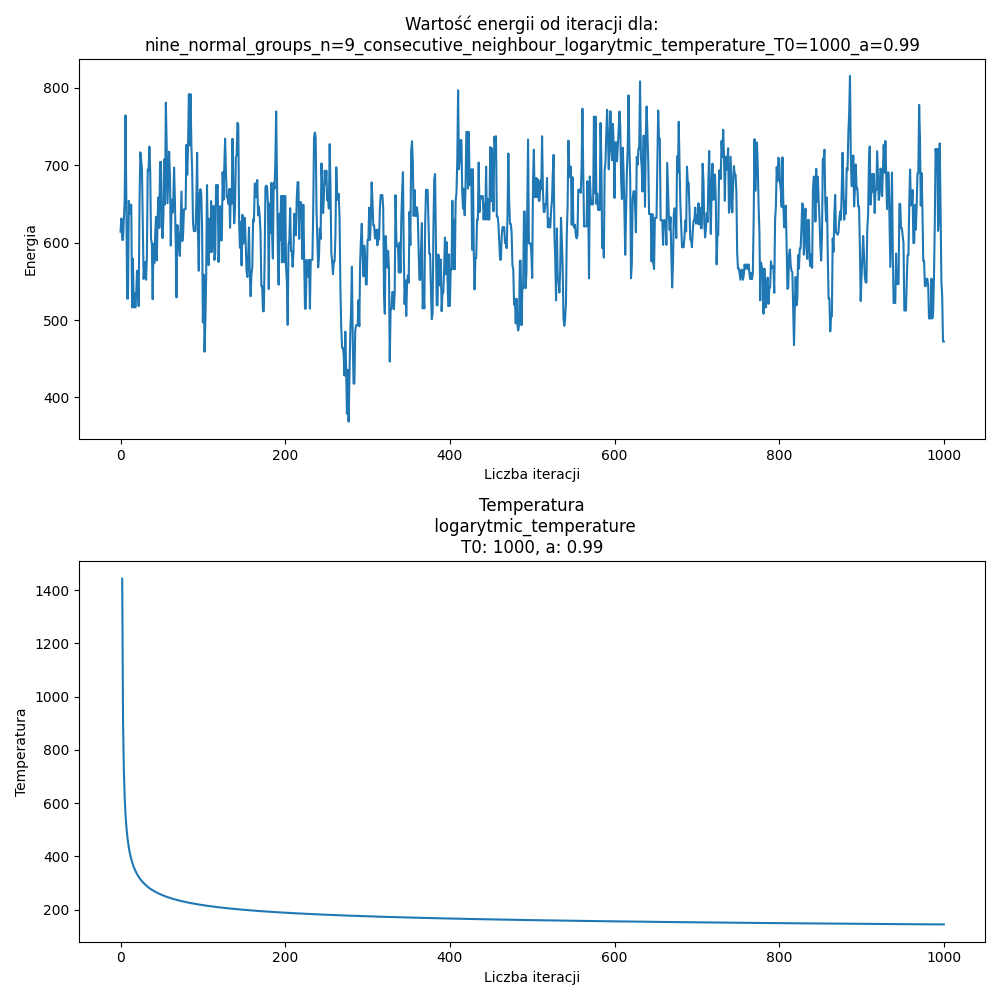 Wartość energii od iteracji dla:
nine_normal_groups_n=9_consecutive_neighbour_logarytmic_temperature_T0=1000_a=0.99
800
700
600
500
400
Energia
0 200 400 600 800 1000
Liczba iteracji
Temperatura
logarytmic_temperature
T0: 1000, a: 0.99
1400
1200
1000
800
600
400
200
Temperatura
0 200 400 600 800 1000
Liczba iteracji